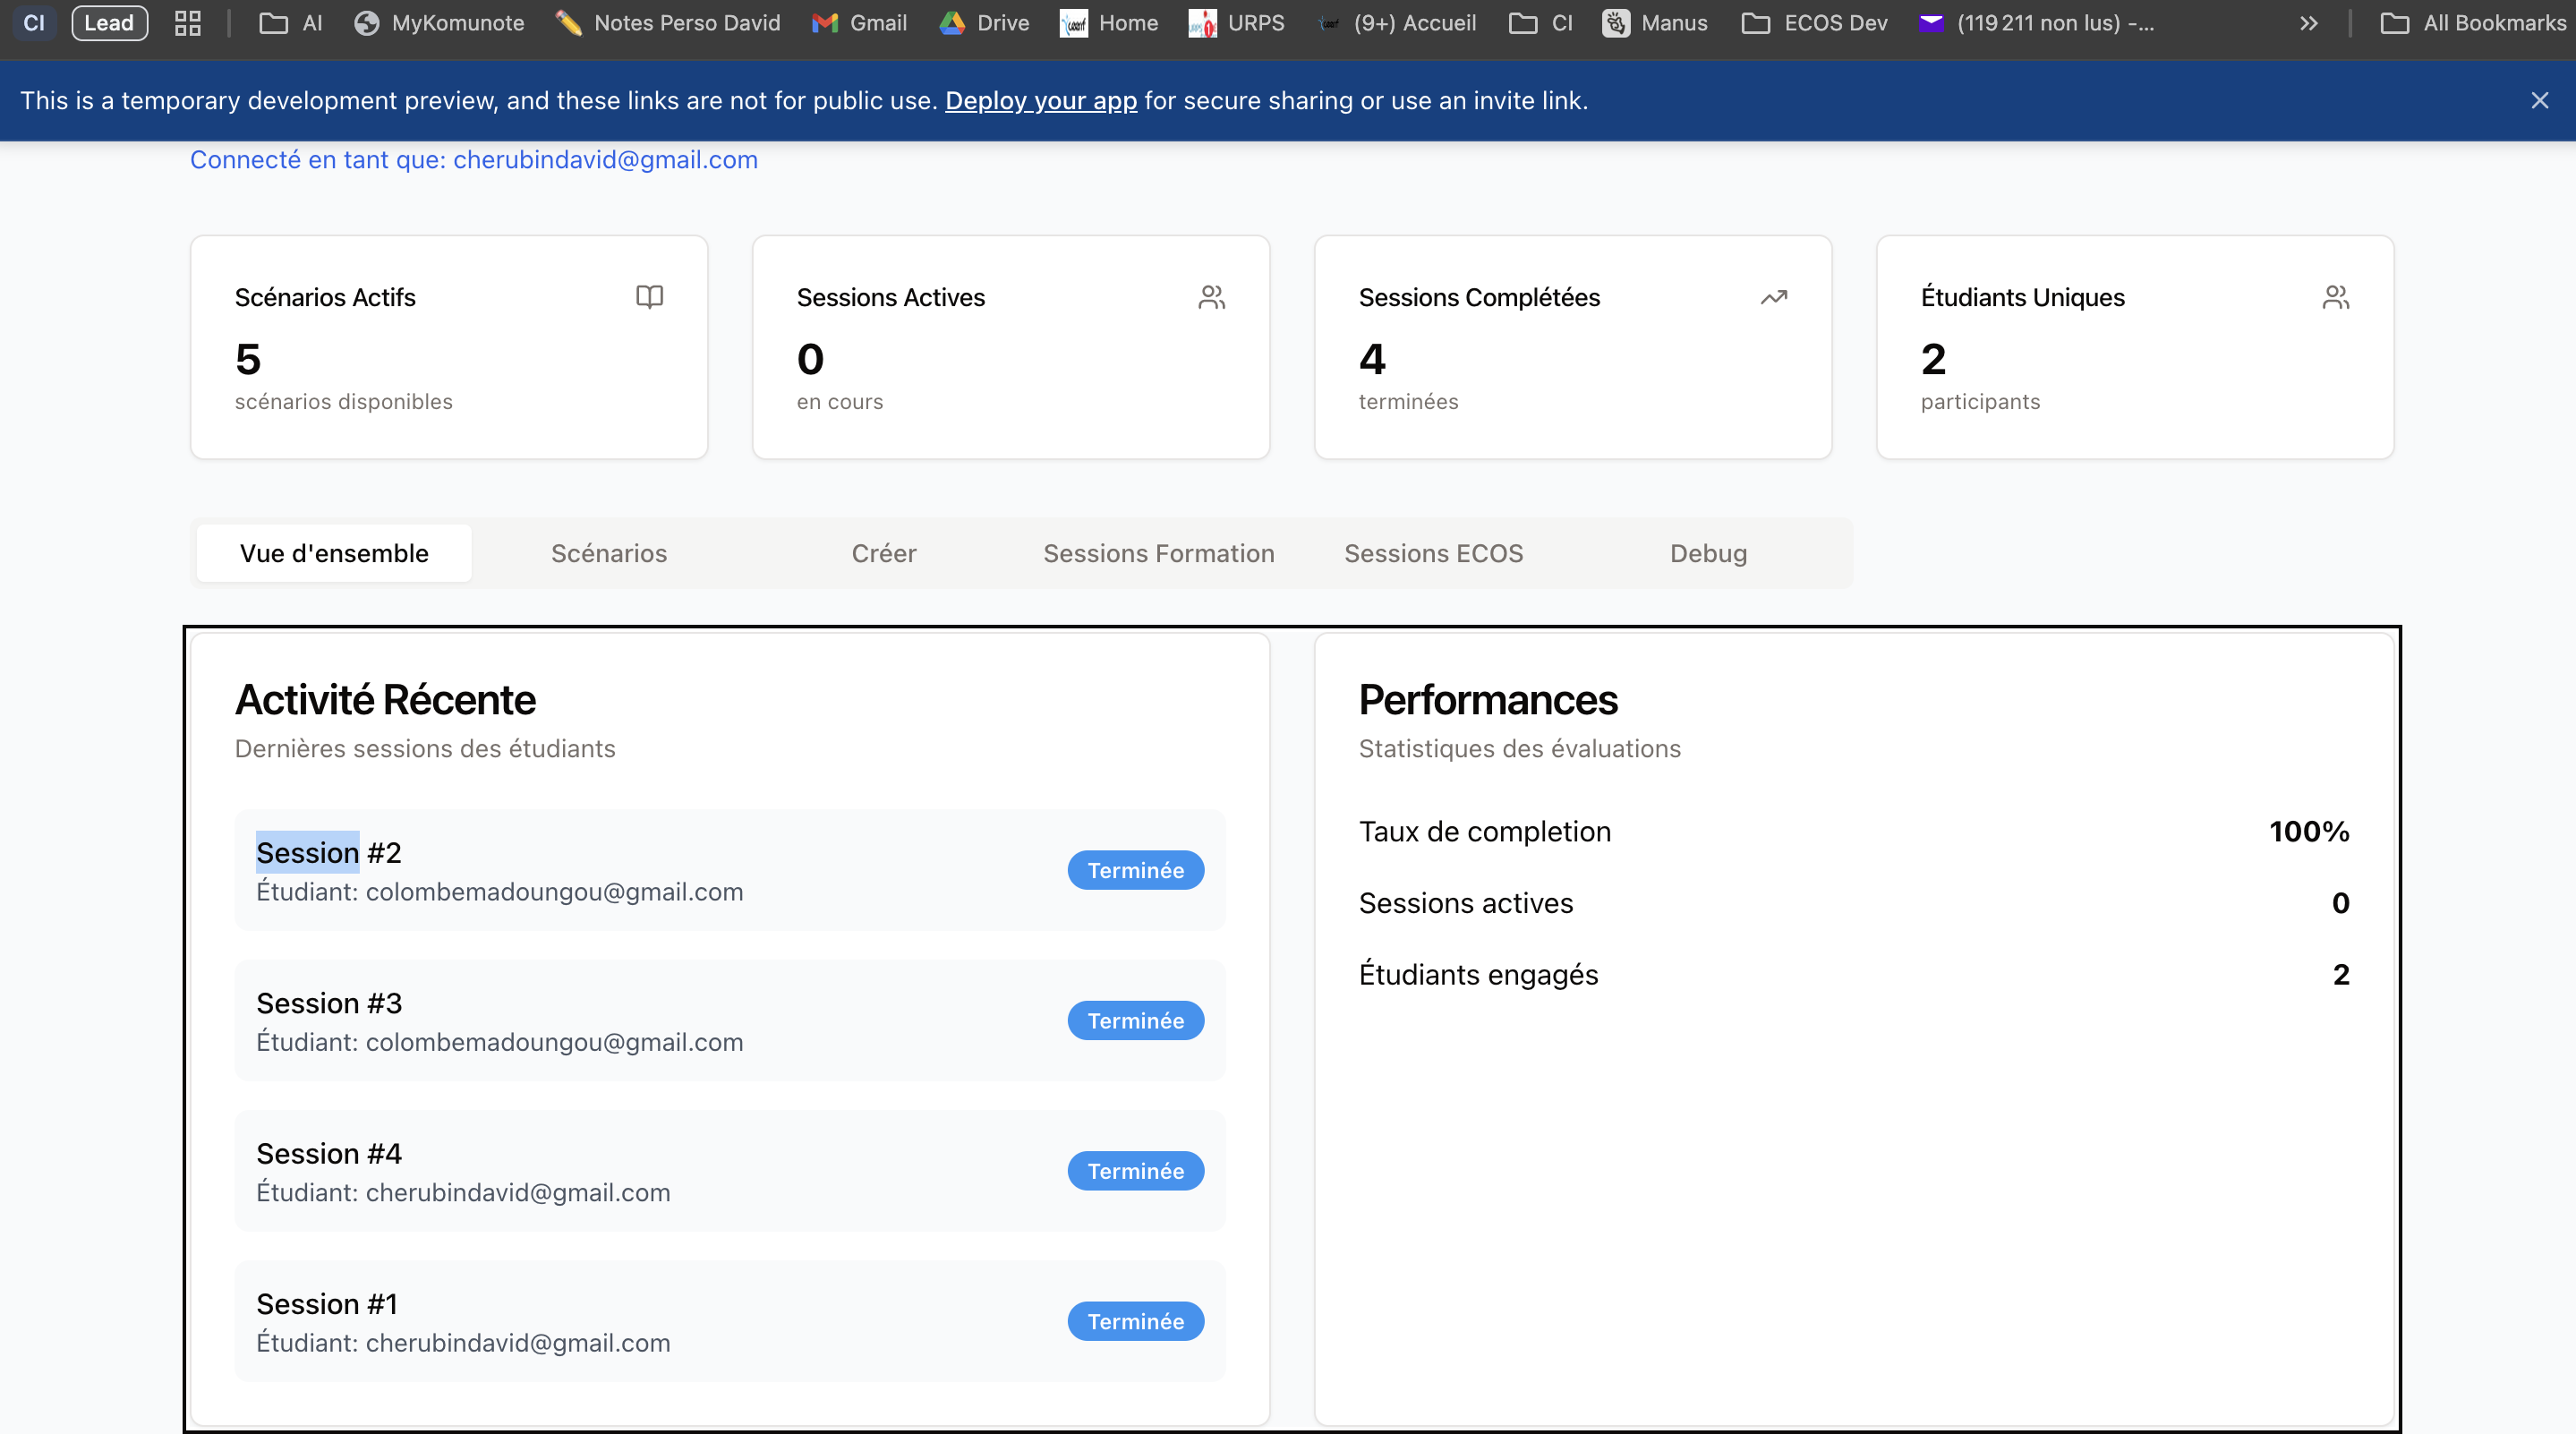 CI Lead AI MyKomunote Notes Perso David Gmail Drive Home URPS (9+) Accueil CI Manus ECOS Dev (119 211 non lus) -... » All Bookmarks
This is a temporary development preview, and these links are not for public use. Deploy your app for secure sharing or use an invite link.
Connecté en tant que: cherubindavid@gmail.com
Scénarios Actifs
5
scénarios disponibles
Sessions Actives
0
en cours
Sessions Complétées
4
terminées
Étudiants Uniques
2
participants
Vue d'ensemble Scénarios Créer Sessions Formation Sessions ECOS Debug
Activité Récente
Dernières sessions des étudiants
Session #2
Étudiant: colombemadoungou@gmail.com
Terminée
Session #3
Étudiant: colombemadoungou@gmail.com
Terminée
Session #4
Étudiant: cherubindavid@gmail.com
Terminée
Session #1
Étudiant: cherubindavid@gmail.com
Terminée
Performances
Statistiques des évaluations
Taux de completion 100%
Sessions actives 0
Étudiants engagés 2